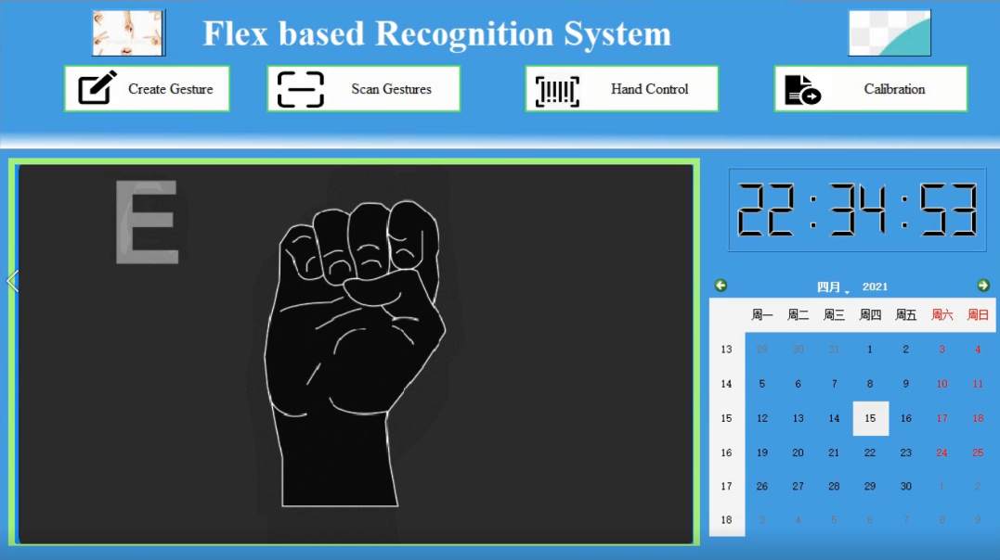 Flex based Recognition System
Create Gesture
Scan Gestures
Hand Control
Calibration
E
22:34:53
四月 2021
周一 周二 周三 周四 周五 周六 周日
13 29 30 31 1 2 3 4
14 5 6 7 8 9 10 11
15 12 13 14 15 16 17 18
16 19 20 21 22 23 24 25
17 26 27 28 29 30 1 2
18 3 4 5 6 7 8 9